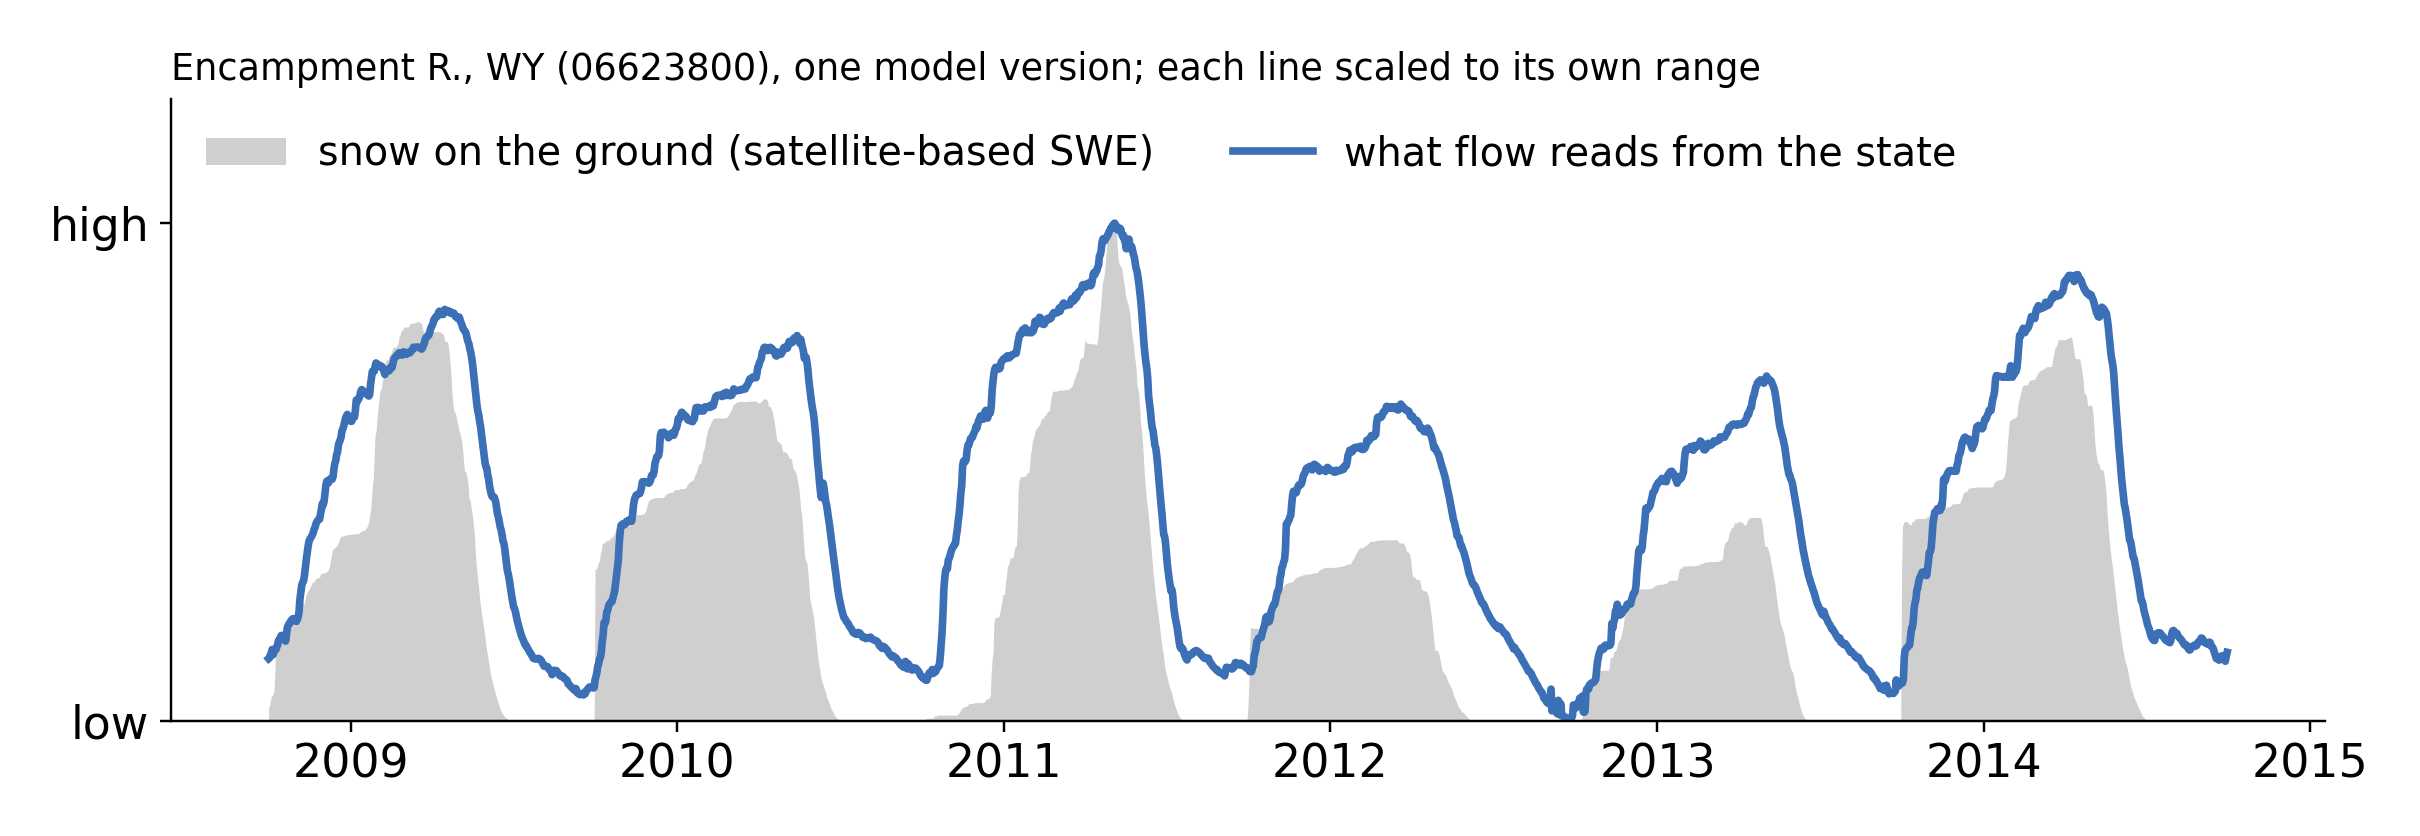 Encampment R., WY (06623800), one model version; each line scaled to its own range
snow on the ground (satellite-based SWE)
what flow reads from the state
high
low
2009
2010
2011
2012
2013
2014
2015